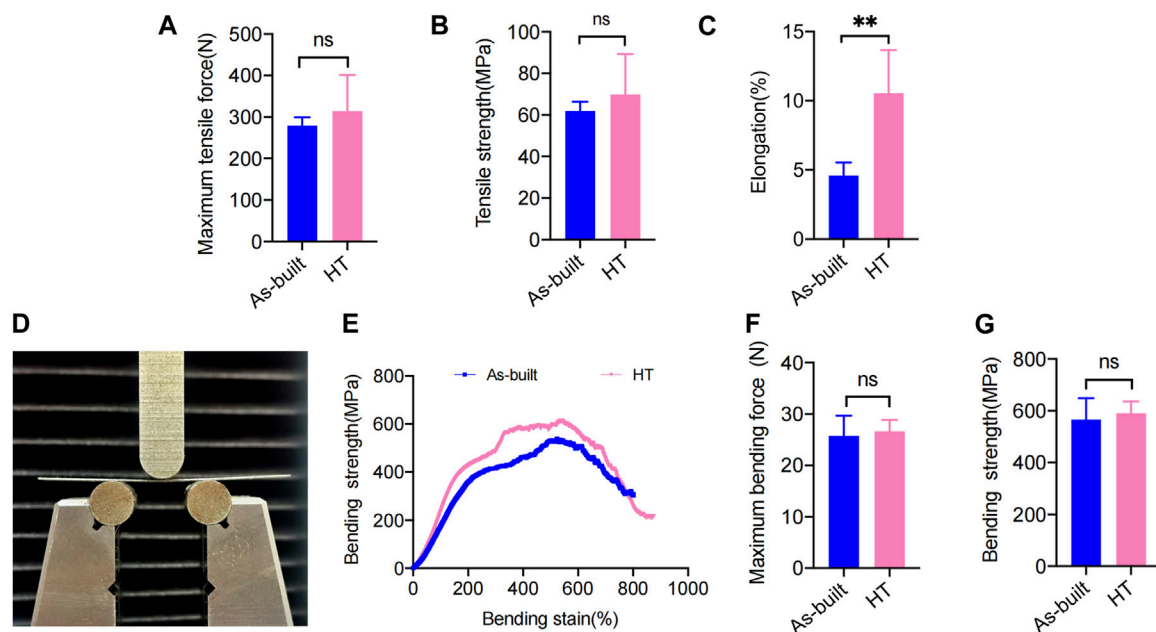 A
Maximum tensile force(N)
500
400
300
200
100
0
ns
As-built
HT
B
Tensile strength(MPa)
100
80
60
40
20
0
ns
As-built
HT
C
Elongation(%)
15
10
5
0
**
As-built
HT
D
E
Bending strength(MPa)
800
600
400
200
0
As-built
HT
0 200 400 600 800 1000
Bending stain(%)
F
Maximum bending force (N)
40
30
20
10
0
ns
As-built
HT
G
Bending strength(MPa)
800
600
400
200
0
ns
As-built
HT